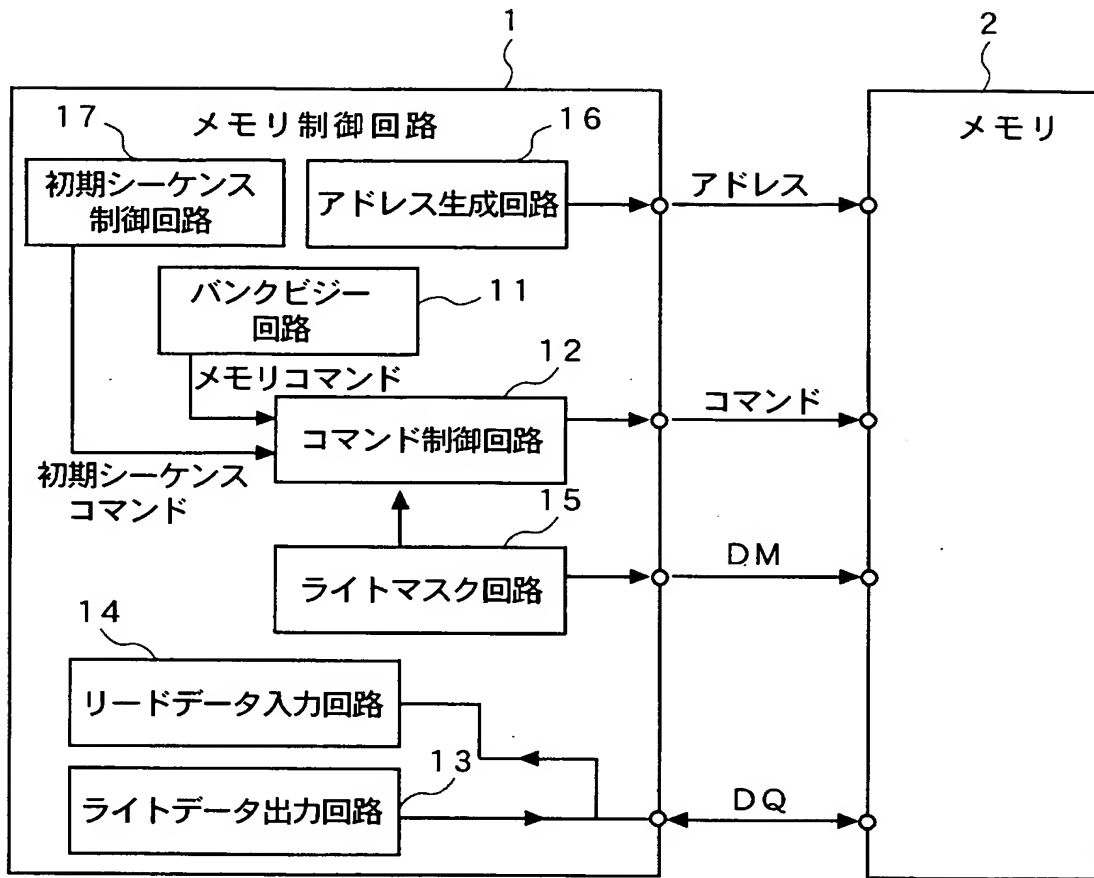 1
2
17
メモリ制御回路
16
メモリ
初期シーケンス
制御回路
アドレス生成回路
アドレス
バンクビジー
回路
11
メモリコマンド
12
コマンド
コマンド制御回路
初期シーケンス
コマンド
15
DM
ライトマスク回路
14
リードデータ入力回路
13
ライトデータ出力回路
DQ